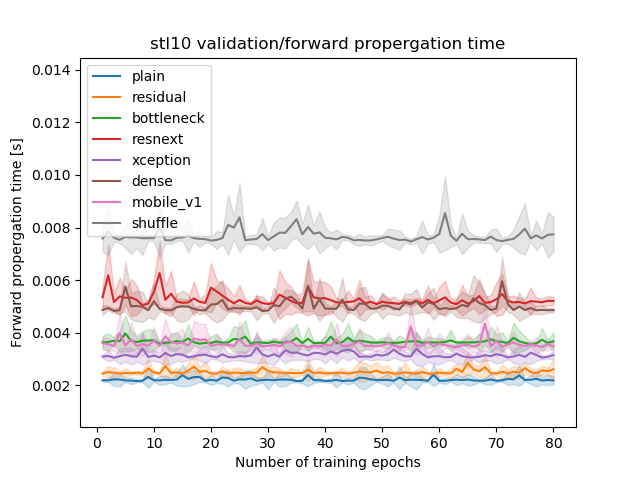 stl10 validation/forward propergation time
Forward propergation time [s]
0.014
0.012
0.010
0.008
0.006
0.004
0.002
plain
residual
bottleneck
resnext
xception
dense
mobile_v1
shuffle
0 10 20 30 40 50 60 70 80
Number of training epochs